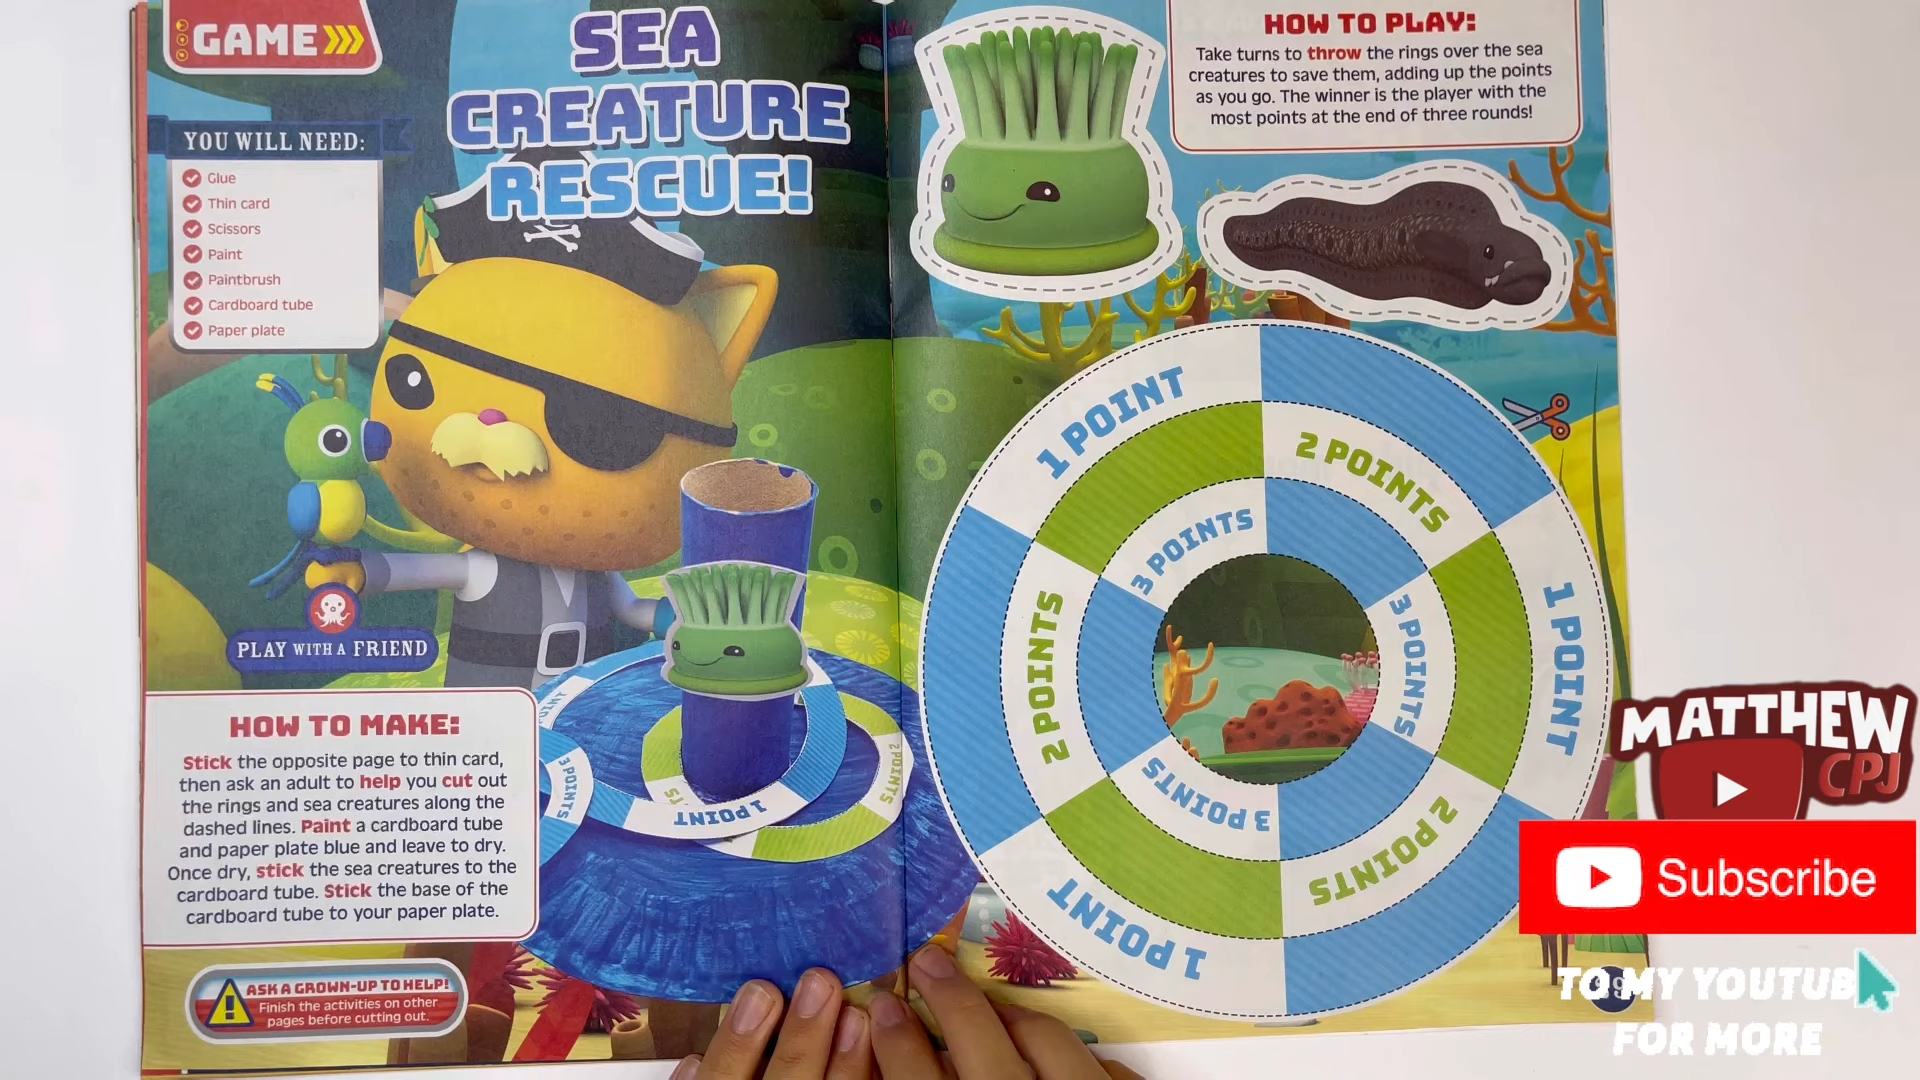 GAME
SEA
CREATURE
RESCUE!
YOU WILL NEED:
Glue
Thin card
Scissors
Paint
Paintbrush
Cardboard tube
Paper plate
PLAY WITH A FRIEND
HOW TO MAKE:
Stick the opposite page to thin card,
then ask an adult to help you cut out
the rings and sea creatures along the
dashed lines. Paint a cardboard tube
and paper plate blue and leave to dry.
Once dry, stick the sea creatures to the
cardboard tube. Stick the base of the
cardboard tube to your paper plate.
ASK A GROWN-UP TO HELP!
Finish the activities on other
pages before cutting out.
3 POINTS
1 POINT
2 POINTS
HOW TO PLAY:
Take turns to throw the rings over the sea
creatures to save them, adding up the points
as you go. The winner is the player with the
most points at the end of three rounds!
1 POINT
2 POINTS
3 POINTS
2 POINTS
3 POINTS
1 POINT
3 POINTS
2 POINTS
1 POINT
MATTHEW
CPJ
Subscribe
TO MY YOUTUB
FOR MORE